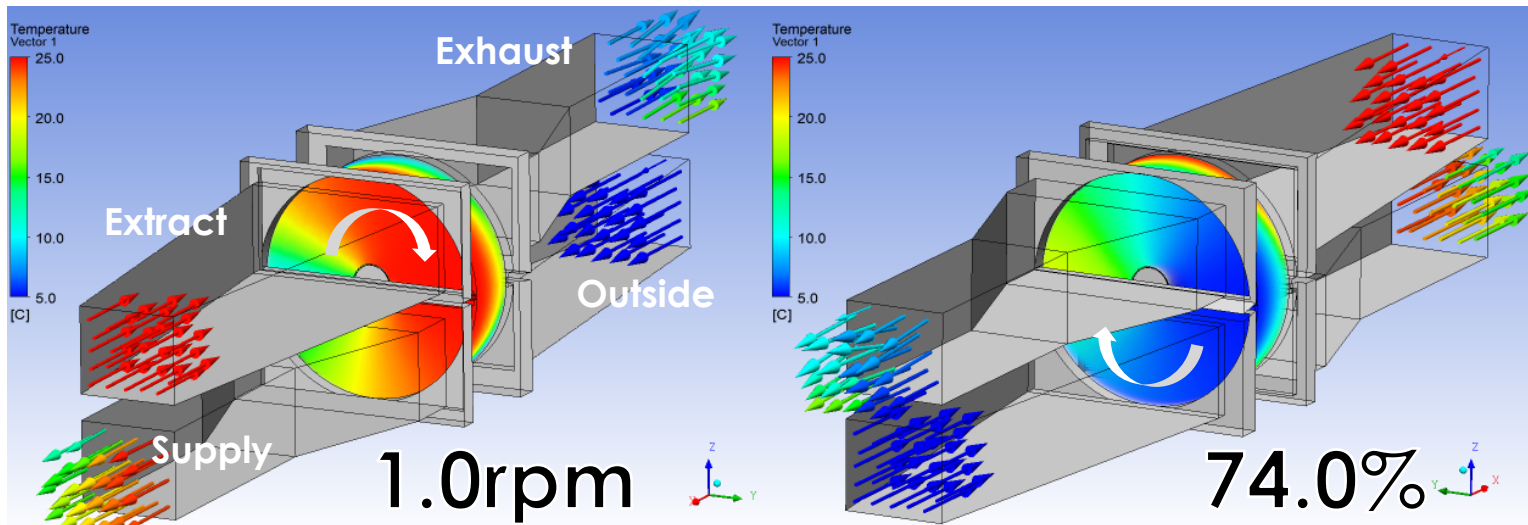 Temperature
Vector 1
25.0
20.0
15.0
10.0
5.0
[C]
Exhaust
Extract
Outside
Supply
1.0rpm
Z
X
Y
Temperature
Vector 1
25.0
20.0
15.0
10.0
5.0
[C]
74.0%
Z
Y
X